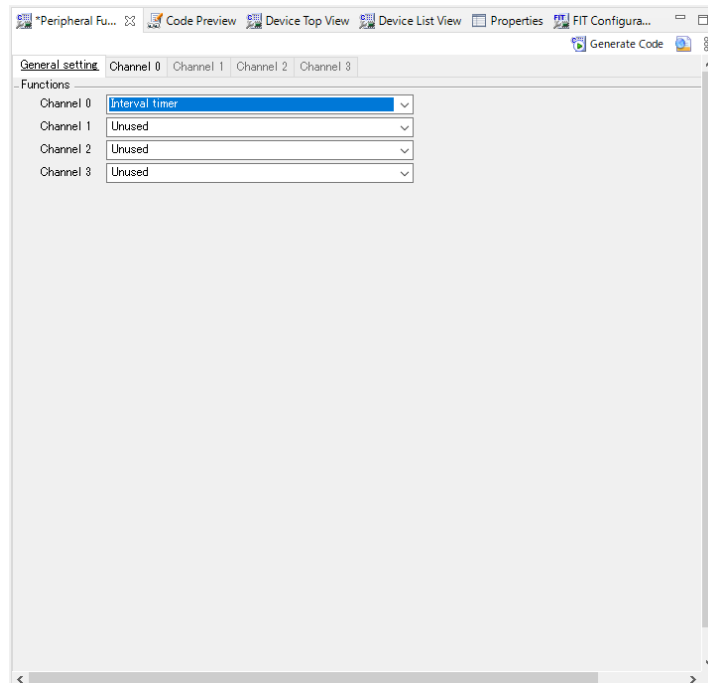 *Peripheral Fu... Code Preview Device Top View Device List View Properties FIT Configura...
Generate Code
General setting Channel 0 Channel 1 Channel 2 Channel 3
Functions
Channel 0 Interval timer
Channel 1 Unused
Channel 2 Unused
Channel 3 Unused